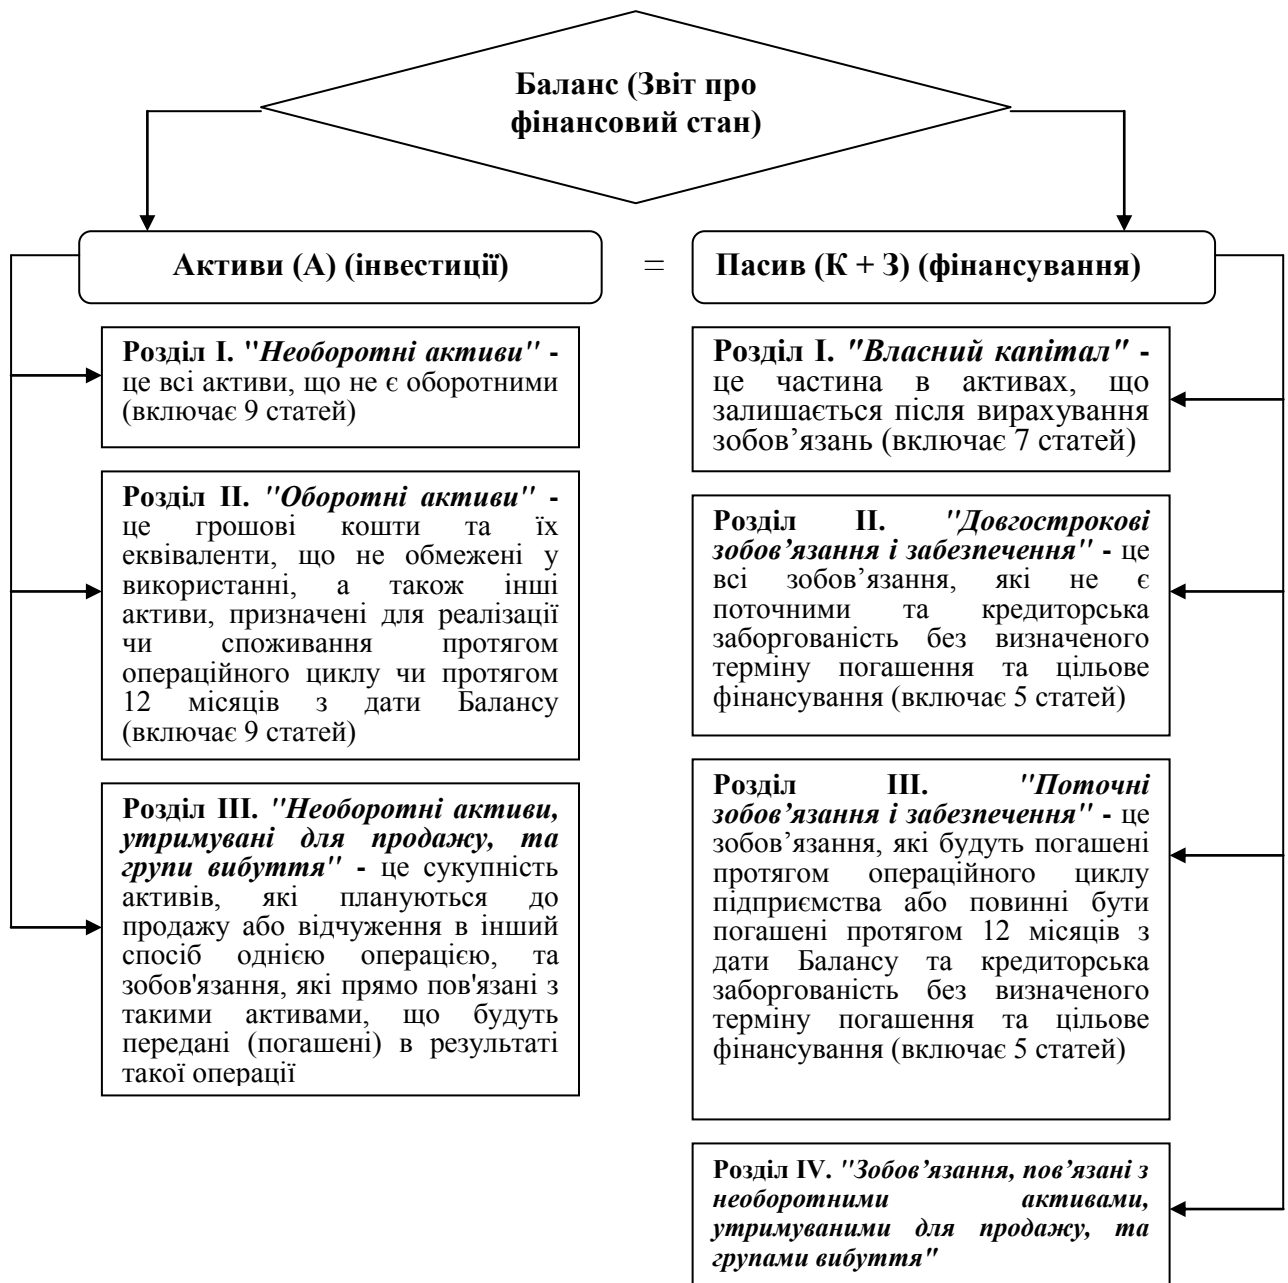 Баланс (Звіт про
фінансовий стан)
Активи (А) (інвестиції)
=
Пасив (К + З) (фінансування)
Розділ I. "Необоротні активи" -
це всі активи, що не є оборотними
(включає 9 статей)
Розділ II. "Оборотні активи" -
це грошові кошти та їх
еквіваленти, що не обмежені у
використанні, а також інші
активи, призначені для реалізації
чи споживання протягом
операційного циклу чи протягом
12 місяців з дати Балансу
(включає 9 статей)
Розділ III. "Необоротні активи,
утримувані для продажу, та
групи вибуття" - це сукупність
активів, які плануються до
продажу або відчуження в інший
спосіб однією операцією, та
зобов'язання, які прямо пов'язані з
такими активами, що будуть
передані (погашені) в результаті
такої операції
Розділ I. "Власний капітал" -
це частина в активах, що
залишається після вирахування
зобов’язань (включає 7 статей)
Розділ II. "Довгострокові
зобов’язання і забезпечення" - це
всі зобов’язання, які не є
поточними та кредиторська
заборгованість без визначеного
терміну погашення та цільове
фінансування (включає 5 статей)
Розділ III. "Поточні
зобов’язання і забезпечення" - це
зобов’язання, які будуть погашені
протягом операційного циклу
підприємства або повинні бути
погашені протягом 12 місяців з
дати Балансу та кредиторська
заборгованість без визначеного
терміну погашення та цільове
фінансування (включає 5 статей)
Розділ IV. "Зобов’язання, пов’язані з
необоротними активами,
утримуваними для продажу, та
групами вибуття"